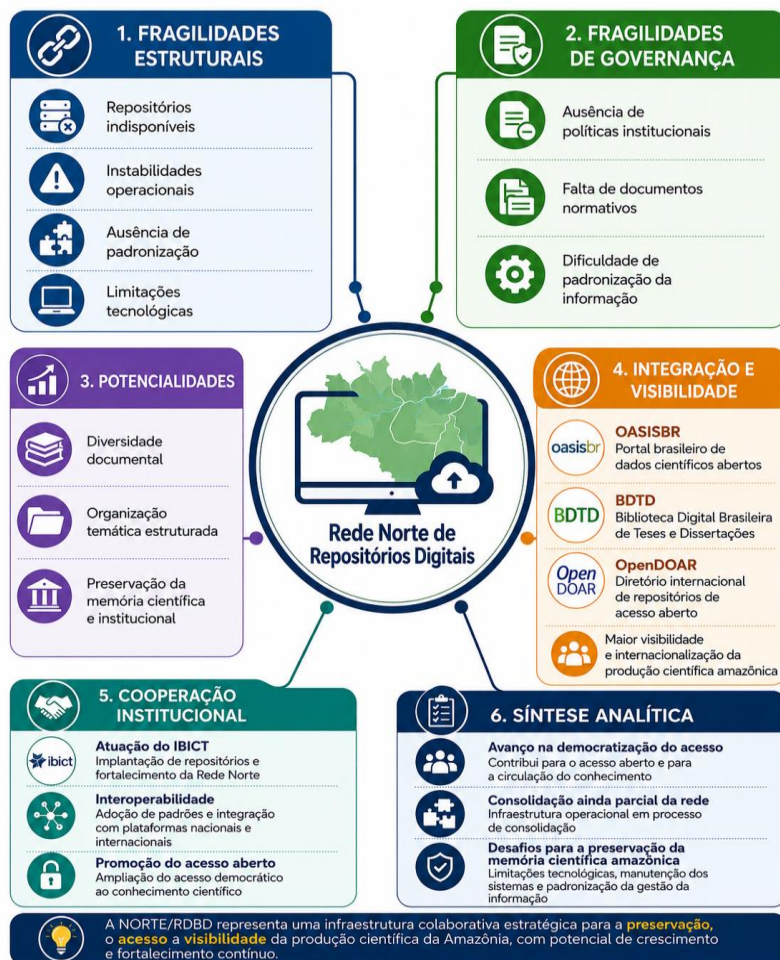 1. FRAGILIDADES
ESTRUTURAIS
Repositórios
indisponíveis
Instabilidades
operacionais
Ausência de
padronização
Limitações
tecnológicas
2. FRAGILIDADES
DE GOVERNANÇA
Ausência de
políticas institucionais
Falta de documentos
normativos
Dificuldade de
padronização da
informação
3. POTENCIALIDADES
Diversidade
documental
Organização
temática estruturada
Preservação da
memória científica
e institucional
Rede Norte de
Repositórios Digitais
4. INTEGRAÇÃO E
VISIBILIDADE
oasisbr
OASISBR
Portal brasileiro de
dados científicos abertos
BDTD
BDTD
Biblioteca Digital Brasileira
de Teses e Dissertações
Open
DOAR
OpenDOAR
Diretório internacional
de repositórios de
acesso aberto
Maior visibilidade
e internacionalização da
produção científica amazônica
5. COOPERAÇÃO
INSTITUCIONAL
ibict
Atuação do IBICT
Implantação de repositórios e
fortalecimento da Rede Norte
Interoperabilidade
Adoção de padrões e integração
com plataformas nacionais e
internacionais
Promoção do acesso aberto
Ampliação do acesso democrático
ao conhecimento científico
6. SÍNTESE ANALÍTICA
Avanço na democratização do acesso
Contribui para o acesso aberto e para
a circulação do conhecimento
Consolidação ainda parcial da rede
Infraestrutura operacional em processo
de consolidação
Desafios para a preservação da
memória científica amazônica
Limitações tecnológicas, manutenção dos
sistemas e padronização da gestão da
informação
A NORTE/RDBD representa uma infraestrutura colaborativa estratégica para a preservação,
o acesso a visibilidade da produção científica da Amazônia, com potencial de crescimento
e fortalecimento contínuo.